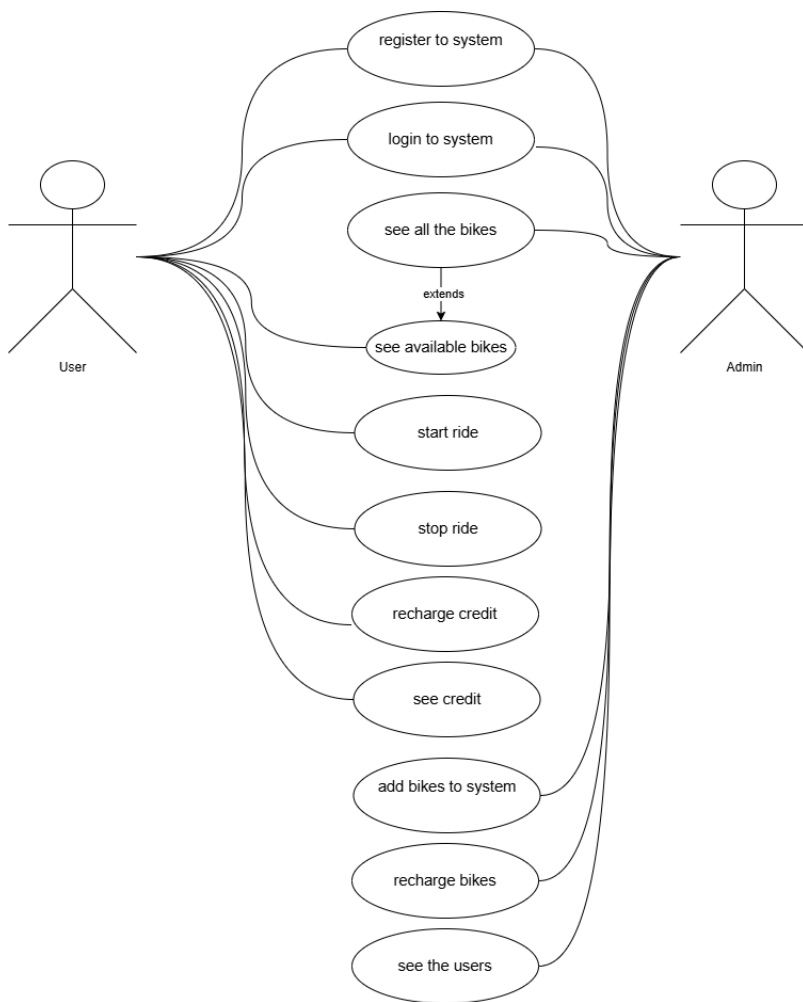 register to system
login to system
see all the bikes
extends
see available bikes
User
Admin
start ride
stop ride
recharge credit
see credit
add bikes to system
recharge bikes
see the users